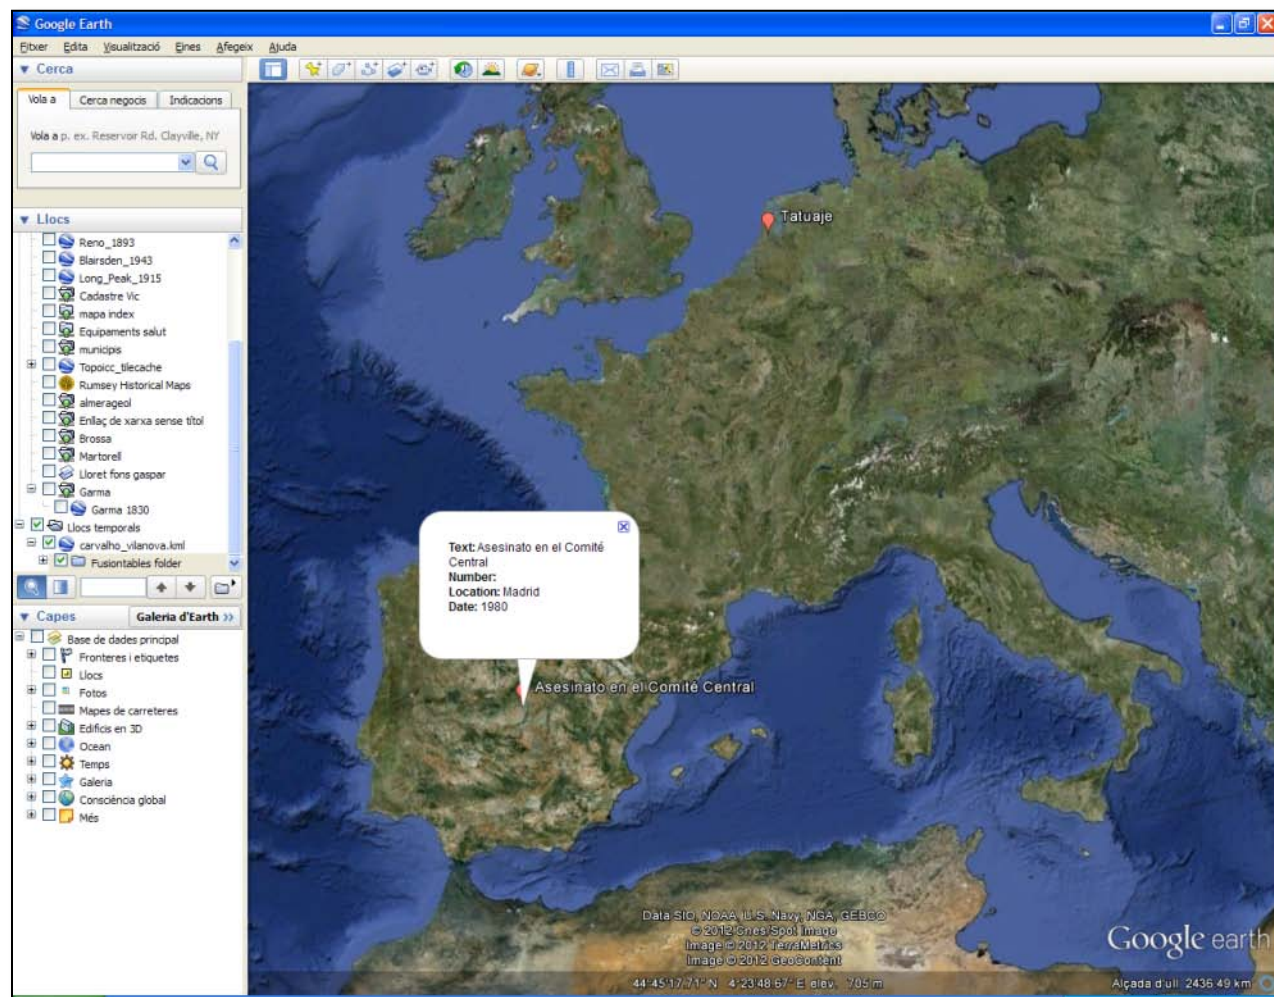 Google Earth
Fitxer Edita Visualització Eines Afegeix Ajuda
Cerca
Vola a Cerca negocis Indicacions
Vola a p. ex. Reservoir Rd. Clayville, NY
Llocs
Reno_1893
Blairsden_1943
Long_Peak_1915
Cadastre Vic
mapa index
Equipaments salut
municipis
Topoicc_tilecache
Rumsey Historical Maps
almerageol
Enllaç de xarxa sense títol
Brossa
Martorell
Lloret fons gaspar
Garma
Garma 1830
Llocs temporals
carvalho_vilanova.kml
Fusiontables folder
Capes Galeria d'Earth >>
Base de dades principal
Fronteres i etiquetes
Llocs
Fotos
Mapes de carreteres
Edificis en 3D
Ocean
Temps
Galeria
Consciència global
Més
Tatuaje
Text: Asesinato en el Comité
Central
Number:
Location: Madrid
Date: 1980
Asesinato en el Comité Central
Data SIO, NOAA, U.S. Navy, NGA, GEBCO
© 2012 Cnes/Spot Image
Image © 2012 TerraMetrics
Image © 2012 GeoContent
Google earth
44°45'17.71" N 4°23'48.67" E elev. 705 m
Alçada d'ull 2436.49 km